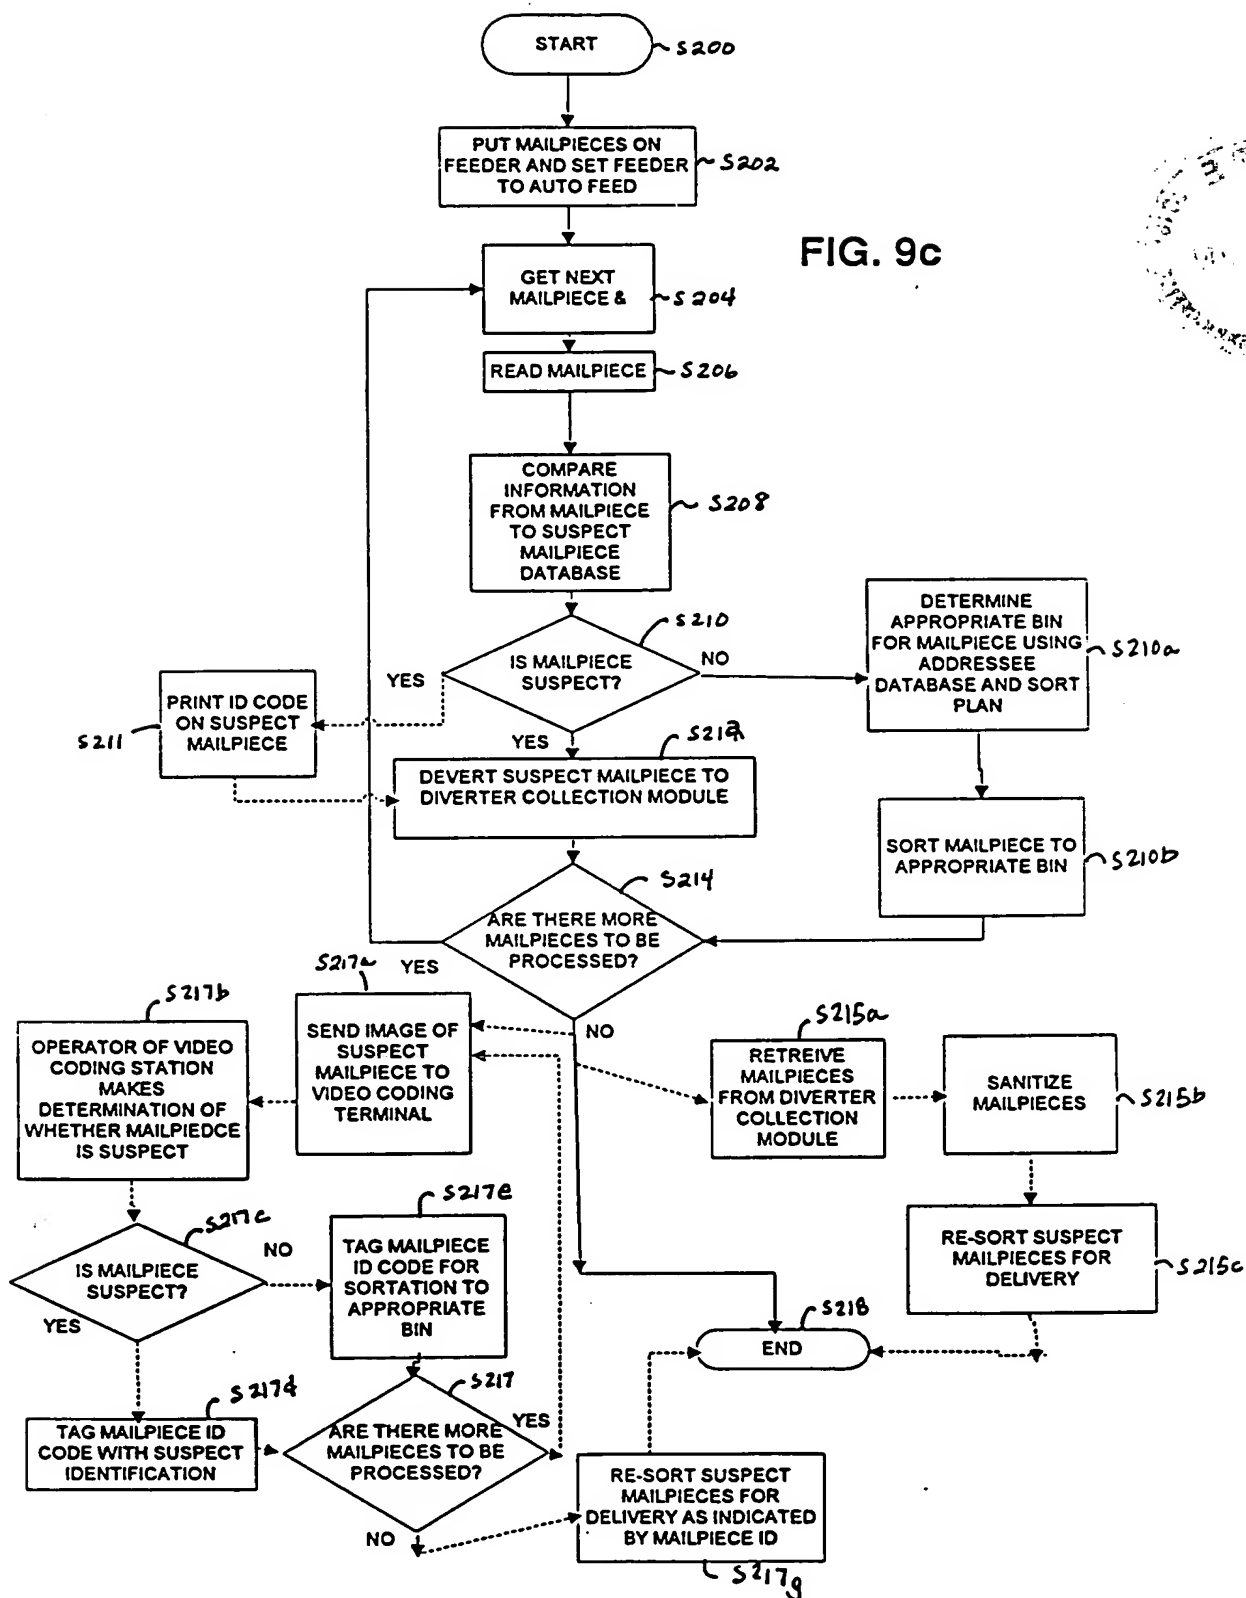 START
S200
PUT MAILPIECES ON
FEEDER AND SET FEEDER
TO AUTO FEED
S202
FIG. 9c
GET NEXT
MAILPIECE &
S204
READ MAILPIECE
S206
COMPARE
INFORMATION
FROM MAILPIECE
TO SUSPECT
MAILPIECE
DATABASE
S208
S210
IS MAILPIECE
SUSPECT?
YES
NO
YES
DETERMINE
APPROPRIATE BIN
FOR MAILPIECE USING
ADDRESSEE
DATABASE AND SORT
PLAN
S210a
PRINT ID CODE
ON SUSPECT
MAILPIECE
S211
S212
DEVERT SUSPECT MAILPIECE TO
DIVERTER COLLECTION MODULE
SORT MAILPIECE TO
APPROPRIATE BIN
S210b
S214
ARE THERE MORE
MAILPIECES TO BE
PROCESSED?
YES
NO
S217a
SEND IMAGE OF
SUSPECT
MAILPIECE TO
VIDEO CODING
TERMINAL
S217b
OPERATOR OF VIDEO
CODING STATION
MAKES
DETERMINATION OF
WHETHER MAILPIEDCE
IS SUSPECT
S215a
RETREIVE
MAILPIECES
FROM DIVERTER
COLLECTION
MODULE
SANITIZE
MAILPIECES
S215b
S217c
IS MAILPIECE
SUSPECT?
NO
YES
S217e
TAG MAILPIECE
ID CODE FOR
SORTATION TO
APPROPRIATE
BIN
RE-SORT SUSPECT
MAILPIECES FOR
DELIVERY
S215c
S218
END
S217d
TAG MAILPIECE ID
CODE WITH SUSPECT
IDENTIFICATION
S217
ARE THERE MORE
MAILPIECES TO BE
PROCESSED?
YES
NO
RE-SORT SUSPECT
MAILPIECES FOR
DELIVERY AS INDICATED
BY MAILPIECE ID
S217g